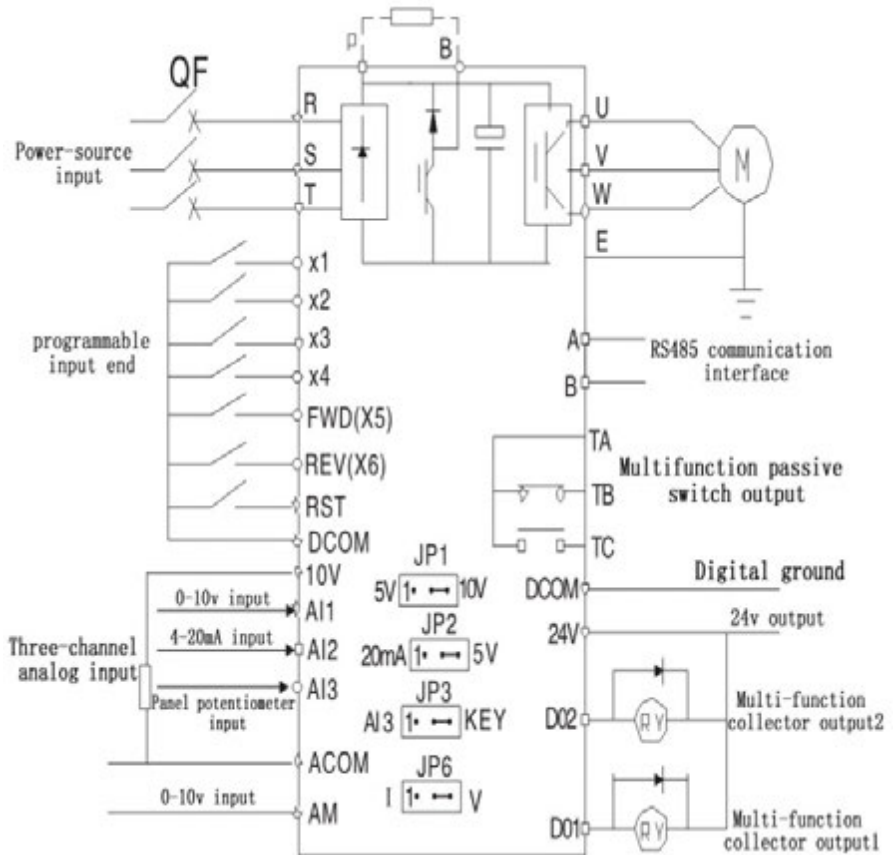 P
B
QF
R
S
T
Power-source
input
U
V
W
M
E
x1
x2
x3
x4
FWD(X5)
REV(X6)
RST
DCOM
programmable
input end
A
B
RS485 communication
interface
TA
TB
TC
Multifunction passive
switch output
10V
AI1
AI2
AI3
ACOM
AM
0-10v input
4-20mA input
Three-channel
analog input
Panel potentiometer
input
0-10v input
JP1
5V 1 10V
JP2
20mA 1 5V
JP3
AI3 1 KEY
JP6
I 1 V
DCOM
Digital ground
24V
24v output
D02
RY
Multi-function
collector output2
D01
RY
Multi-function
collector output1